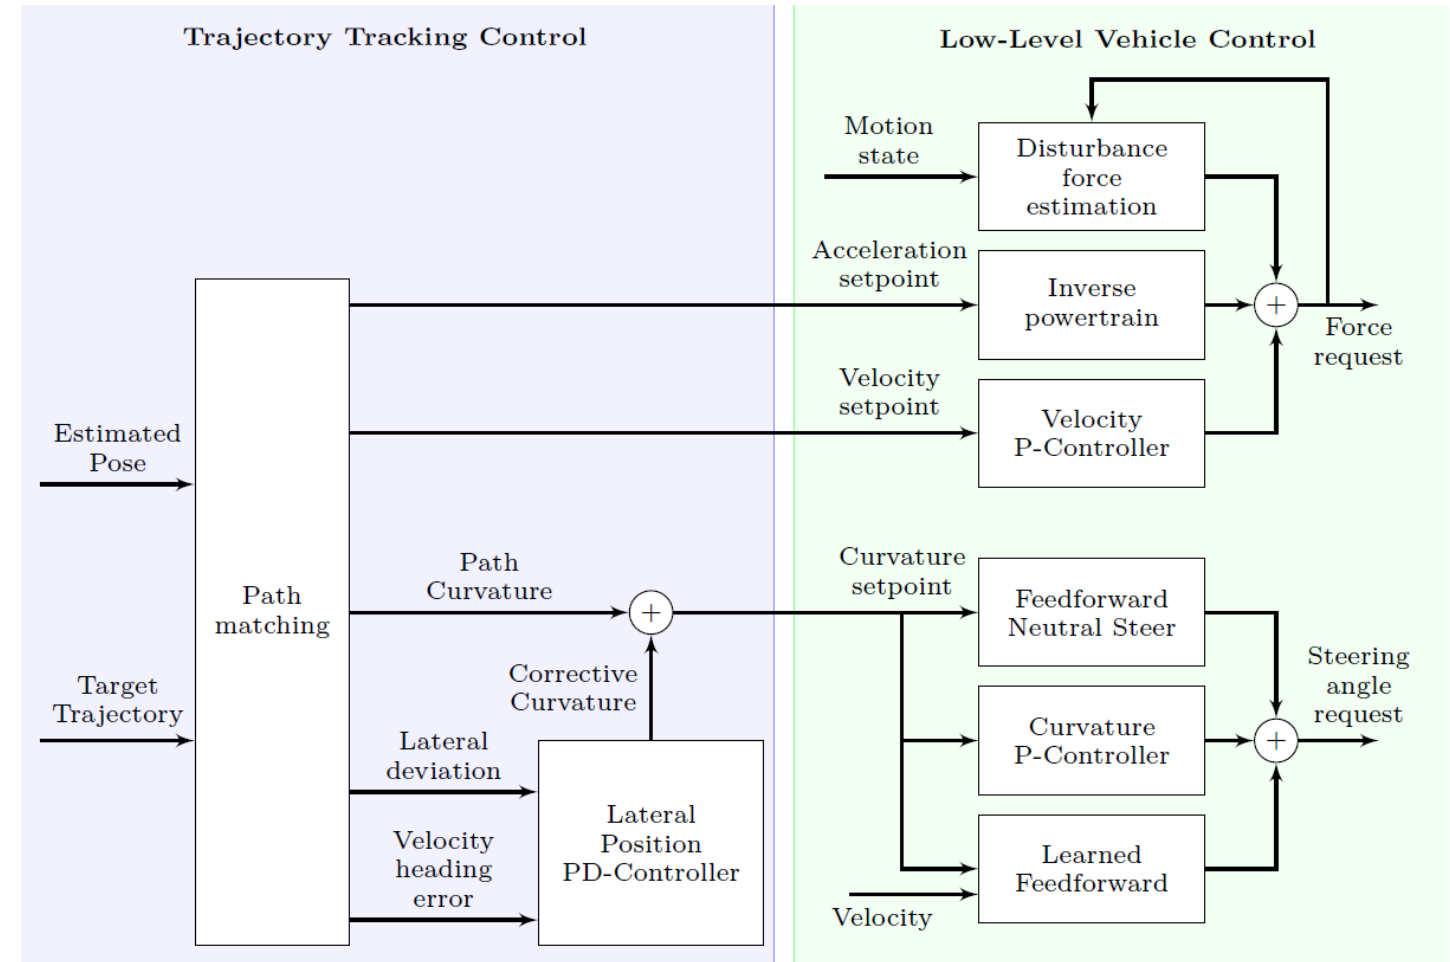 Trajectory Tracking Control
Low-Level Vehicle Control
Motion
state
Disturbance
force
estimation
Acceleration
setpoint
Inverse
powertrain
+
Force
request
Velocity
setpoint
Velocity
P-Controller
Estimated
Pose
Path
matching
Target
Trajectory
Path
Curvature
+
Corrective
Curvature
Lateral
deviation
Velocity
heading
error
Lateral
Position
PD-Controller
Curvature
setpoint
Feedforward
Neutral Steer
Curvature
P-Controller
+
Steering
angle
request
Learned
Feedforward
Velocity